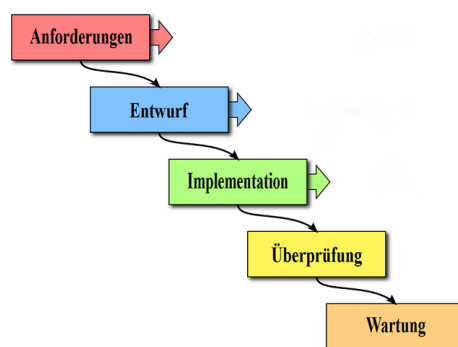 Anforderungen
Entwurf
Implementation
Überprüfung
Wartung